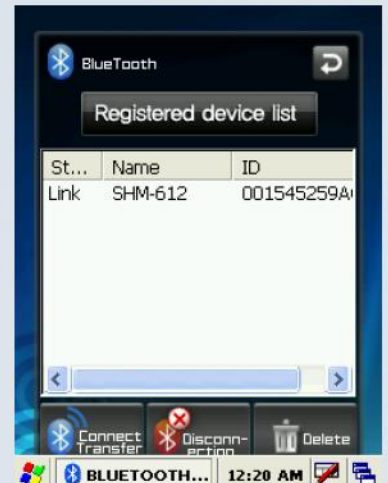 BlueTooth
Registered device list
St... Name ID
Link SHM-612 001545259A
Connect Transfer Disconn-ection Delete
BLUETOOTH... 12:20 AM